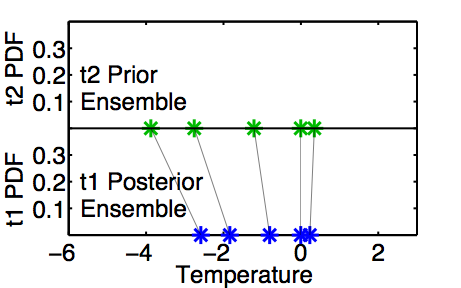 t2 PDF
0.3
0.2
0.1
t2 Prior
Ensemble
t1 PDF
0.3
0.2
0.1
t1 Posterior
Ensemble
−6 −4 −2 0 2
Temperature